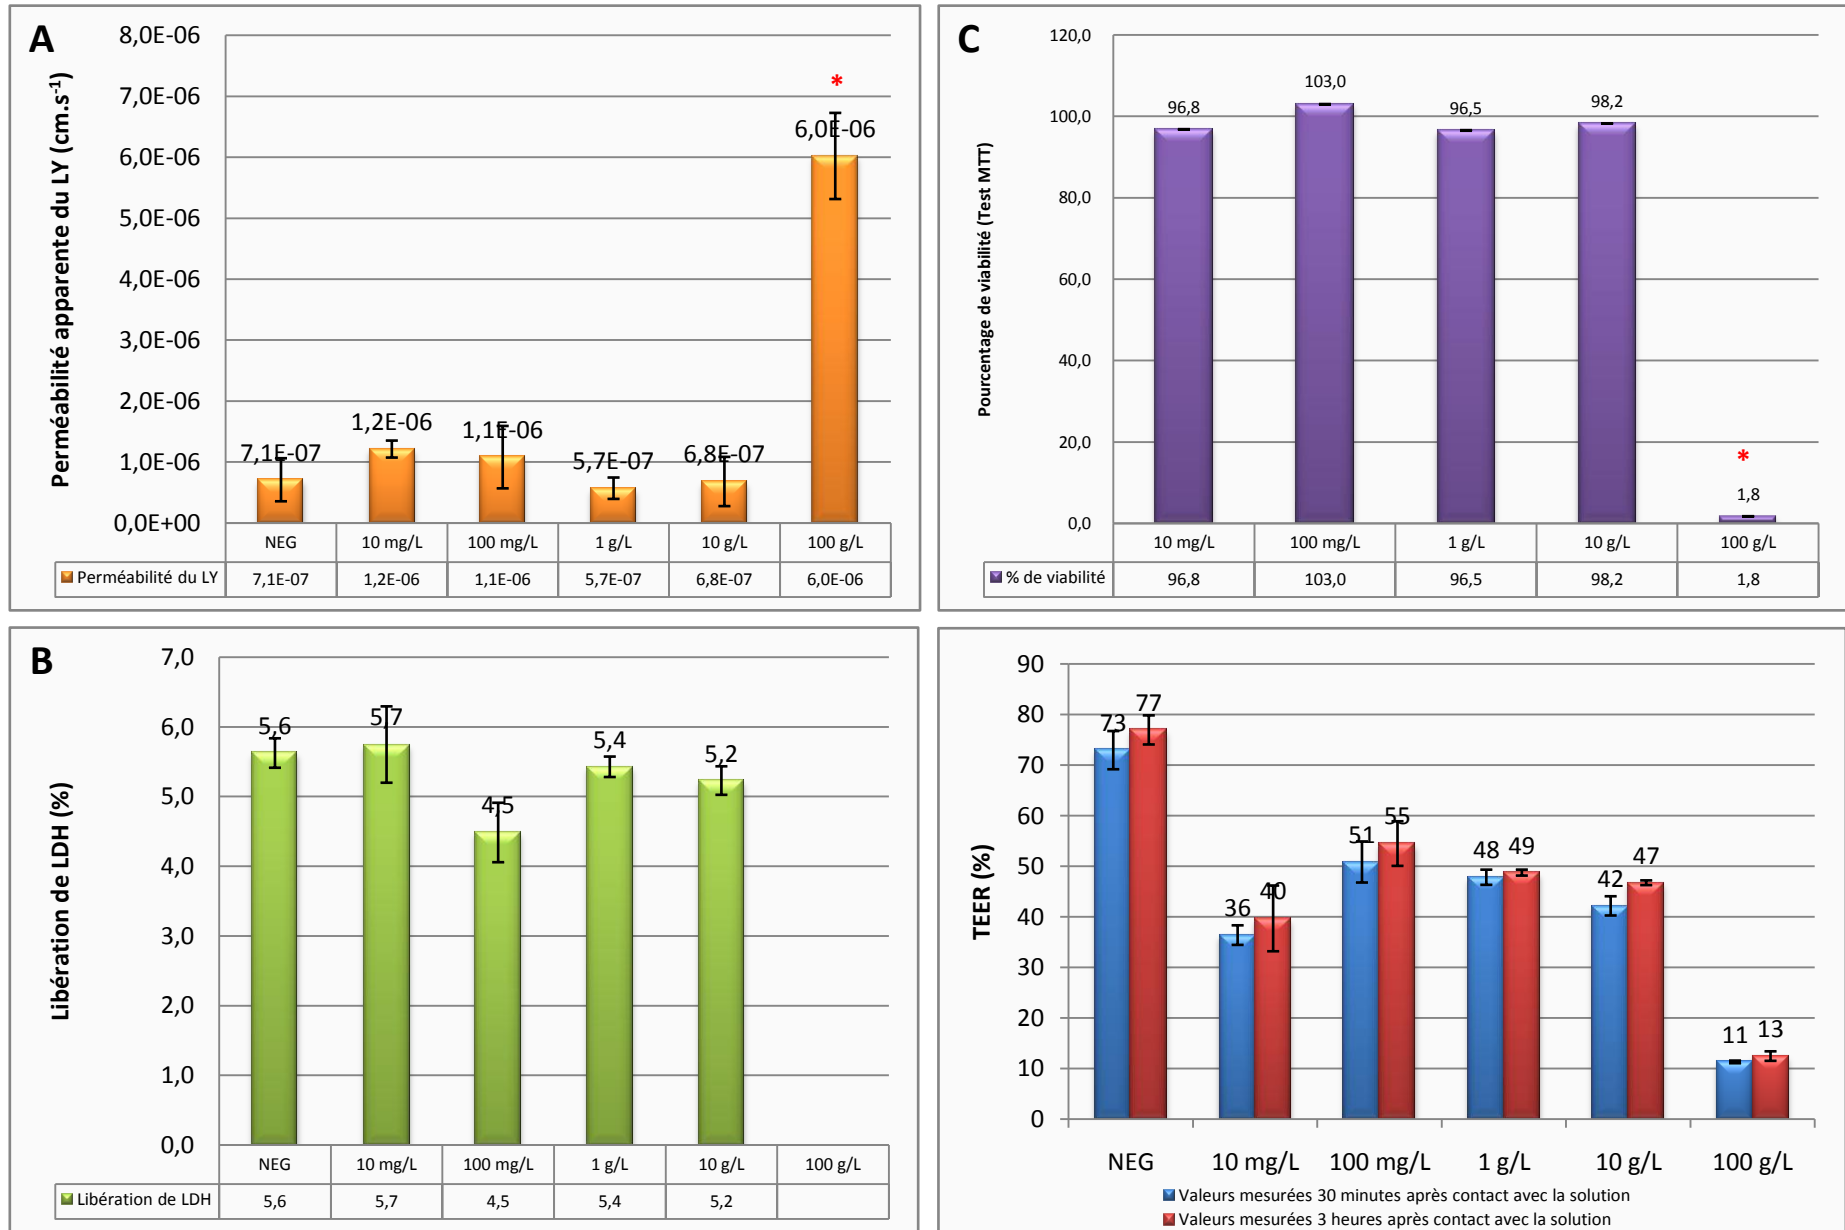 A
Perméabilité apparente du LY (cm.s-1)
8,0E-06
7,0E-06
6,0E-06
5,0E-06
4,0E-06
3,0E-06
2,0E-06
1,0E-06
0,0E+00
7,1E-07
1,2E-06
1,1E-06
5,7E-07
6,8E-07
*
6,0E-06
NEG 10 mg/L 100 mg/L 1 g/L 10 g/L 100 g/L
Perméabilité du LY 7,1E-07 1,2E-06 1,1E-06 5,7E-07 6,8E-07 6,0E-06
C
Pourcentage de viabilité (Test MTT)
120,0
100,0
80,0
60,0
40,0
20,0
0,0
96,8
103,0
96,5
98,2
*
1,8
10 mg/L 100 mg/L 1 g/L 10 g/L 100 g/L
% de viabilité 96,8 103,0 96,5 98,2 1,8
B
Libération de LDH (%)
7,0
6,0
5,0
4,0
3,0
2,0
1,0
0,0
5,6
5,7
4,5
5,4
5,2
NEG 10 mg/L 100 mg/L 1 g/L 10 g/L 100 g/L
Libération de LDH 5,6 5,7 4,5 5,4 5,2
TEER (%)
90
80
70
60
50
40
30
20
10
0
73 77
36 40
51 55
48 49
42 47
11 13
NEG 10 mg/L 100 mg/L 1 g/L 10 g/L 100 g/L
Valeurs mesurées 30 minutes après contact avec la solution
Valeurs mesurées 3 heures après contact avec la solution